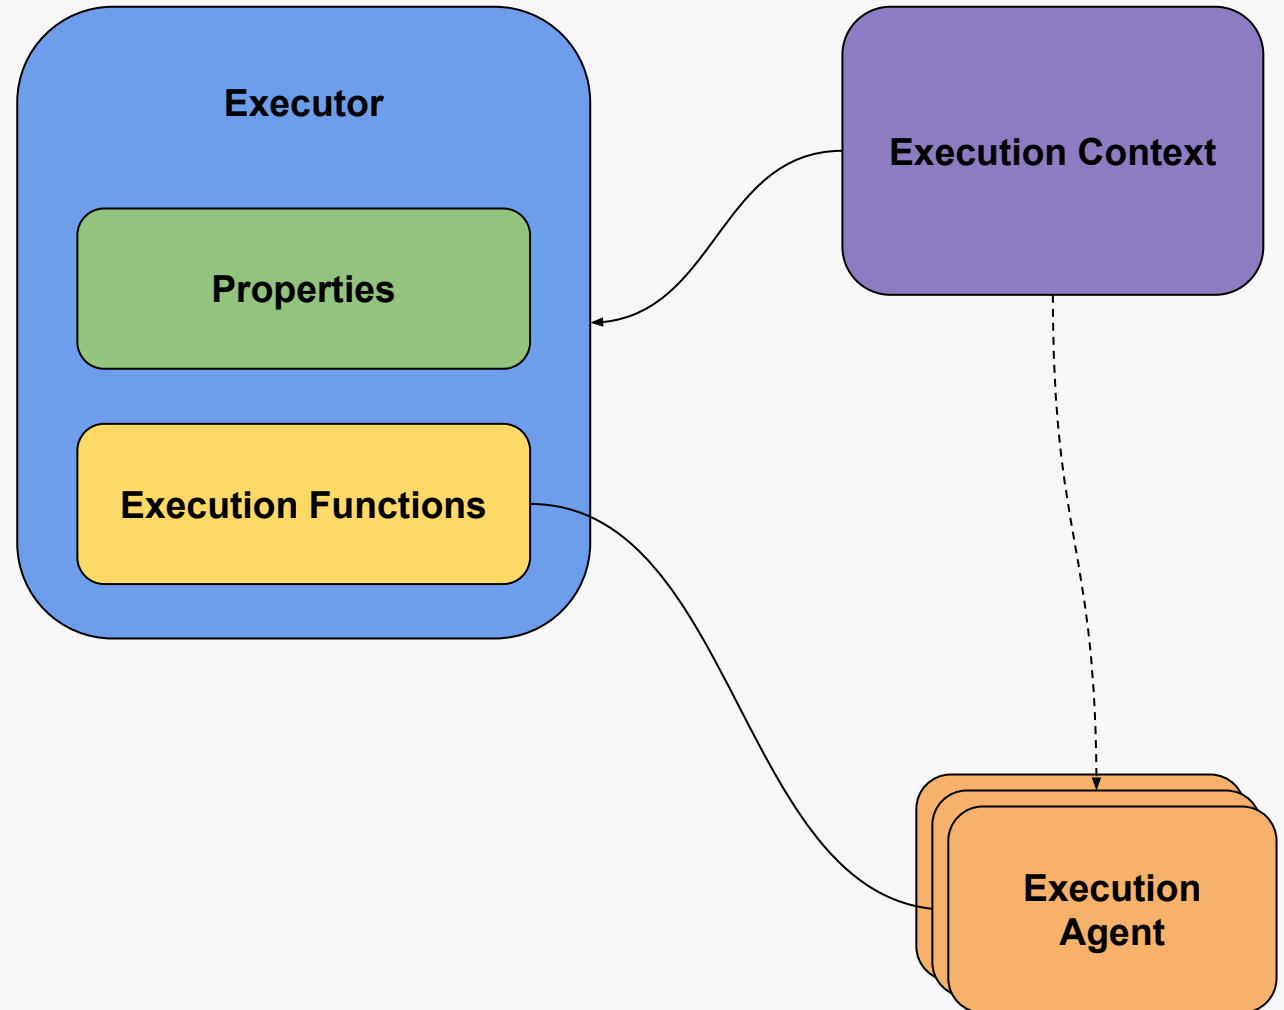 Executor
Execution Context
Properties
Execution Functions
Execution
Agent